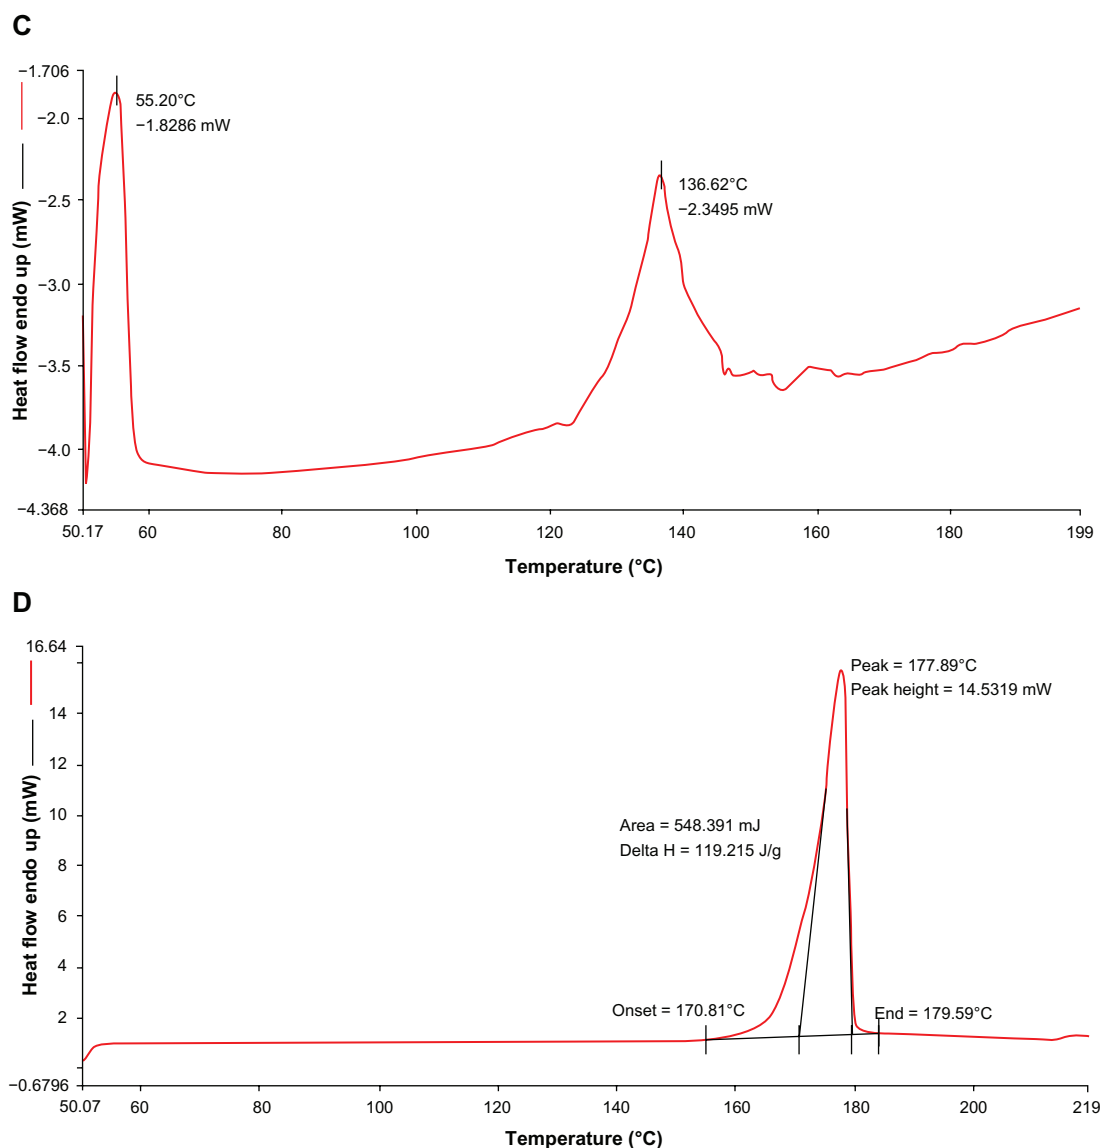 C
−1.706
−2.0
−2.5
−3.0
−3.5
−4.0
−4.368
Heat flow endo up (mW)
55.20°C
−1.8286 mW
136.62°C
−2.3495 mW
50.17 60 80 100 120 140 160 180 199
Temperature (°C)
D
16.64
14
12
10
8
6
4
2
−0.6796
Heat flow endo up (mW)
Peak = 177.89°C
Peak height = 14.5319 mW
Area = 548.391 mJ
Delta H = 119.215 J/g
Onset = 170.81°C
End = 179.59°C
50.07 60 80 100 120 140 160 180 200 219
Temperature (°C)